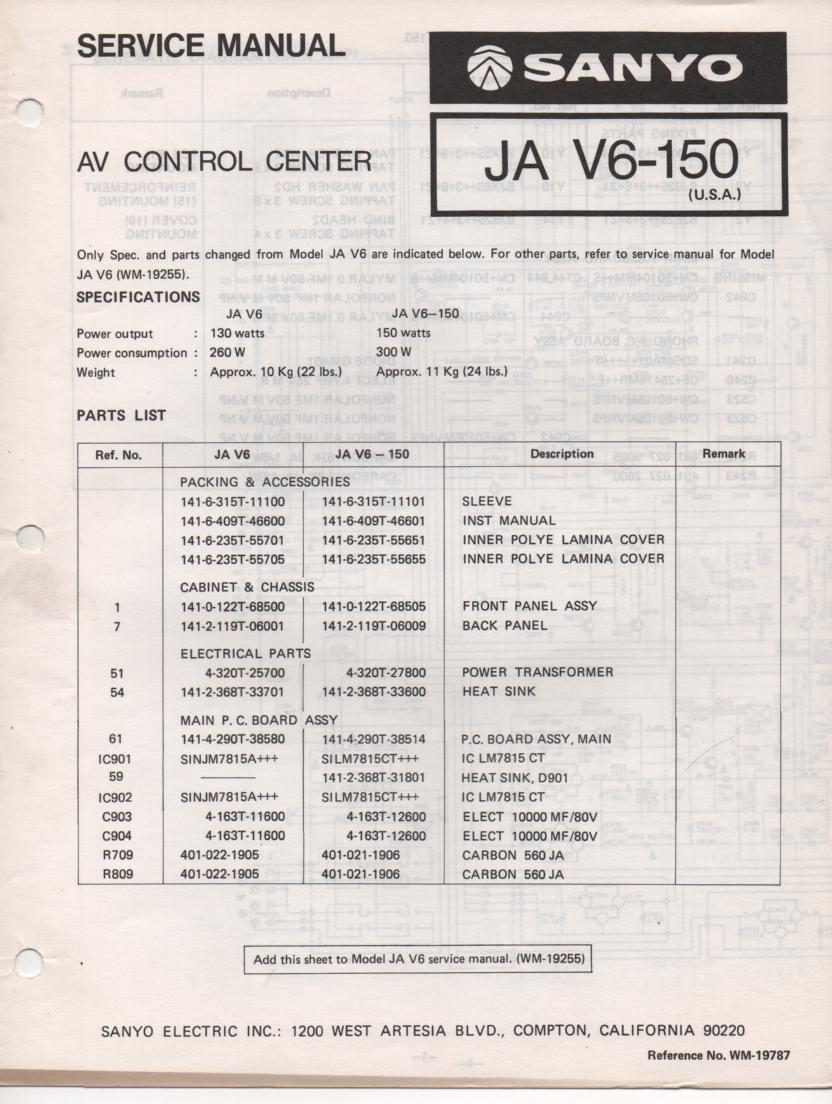 SERVICE MANUAL
SANYO
AV CONTROL CENTER
JA V6-150
(U.S.A.)
Only Spec. and parts changed from Model JA V6 are indicated below. For other parts, refer to service manual for Model
JA V6 (WM-19255).
SPECIFICATIONS
JA V6 JA V6-150
Power output : 130 watts 150 watts
Power consumption : 260 W 300 W
Weight : Approx. 10 Kg (22 lbs.) Approx. 11 Kg (24 lbs.)
PARTS LIST
Ref. No. JA V6 JA V6 - 150 Description Remark
PACKING & ACCESSORIES
141-6-315T-11100 141-6-315T-11101 SLEEVE
141-6-409T-46600 141-6-409T-46601 INST MANUAL
141-6-235T-55701 141-6-235T-55651 INNER POLYE LAMINA COVER
141-6-235T-55705 141-6-235T-55655 INNER POLYE LAMINA COVER
CABINET & CHASSIS
1 141-0-122T-68500 141-0-122T-68505 FRONT PANEL ASSY
7 141-2-119T-06001 141-2-119T-06009 BACK PANEL
ELECTRICAL PARTS
51 4-320T-25700 4-320T-27800 POWER TRANSFORMER
54 141-2-368T-33701 141-2-368T-33600 HEAT SINK
MAIN P. C. BOARD ASSY
61 141-4-290T-38580 141-4-290T-38514 P.C. BOARD ASSY, MAIN
IC901 SINJM7815A+++ SILM7815CT+++ IC LM7815 CT
59 ——— 141-2-368T-31801 HEAT SINK, D901
IC902 SINJM7815A+++ SILM7815CT+++ IC LM7815 CT
C903 4-163T-11600 4-163T-12600 ELECT 10000 MF/80V
C904 4-163T-11600 4-163T-12600 ELECT 10000 MF/80V
R709 401-022-1905 401-021-1906 CARBON 560 JA
R809 401-022-1905 401-021-1906 CARBON 560 JA
Add this sheet to Model JA V6 service manual. (WM-19255)
SANYO ELECTRIC INC.: 1200 WEST ARTESIA BLVD., COMPTON, CALIFORNIA 90220
Reference No. WM-19787